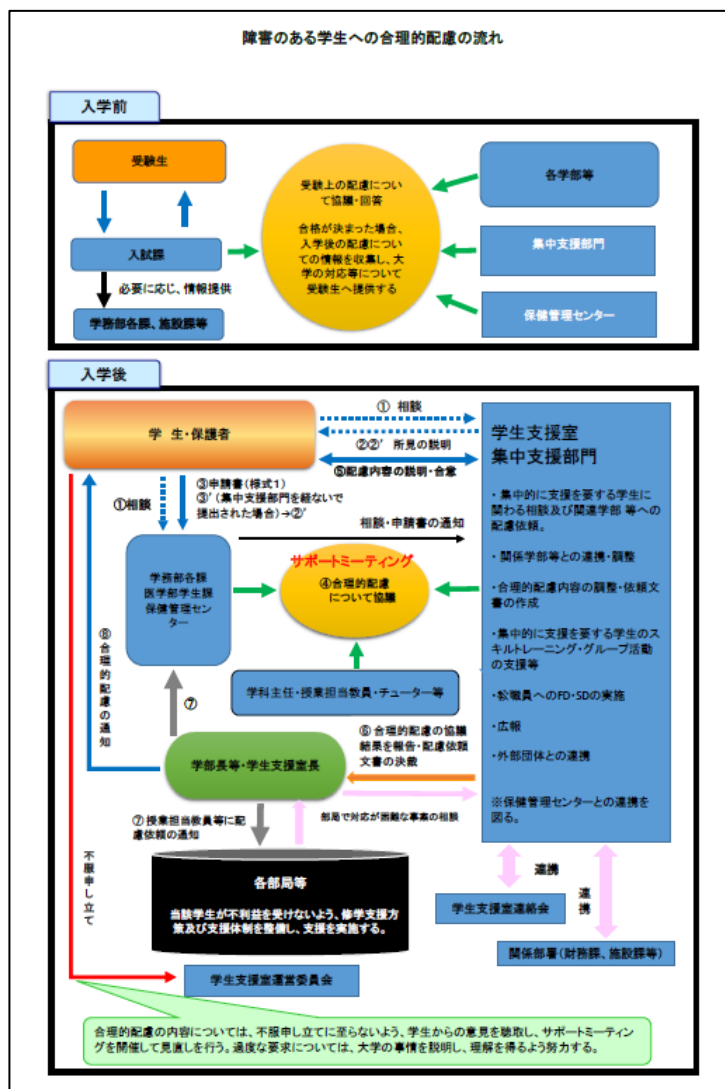 障害のある学生への合理的配慮の流れ
入学前
受験生
入試課
必要に応じ、情報提供
学務部各課、施設課等
受験上の配慮につい
て協議・回答
合格が決まった場合、
入学後の配慮につい
ての情報を収集し、大
学の対応等について
受験生へ提供する
各学部等
集中支援部門
保健管理センター
入学後
学 生・保護者
① 相談
②②’ 所見の説明
⑤配慮内容の説明・合意
①相談
③申請書(様式1)
③’(集中支援部門を経ないで
提出された場合)→②’
相談・申請書の通知
学務部各課
医学部学生課
保健管理セン
ター
サポートミーティング
④合理的配慮
について協議
学科主任・授業担当教員・チューター等
学生支援室
集中支援部門
・集中的に支援を要する学生に
関わる相談及び関連学部 等への
配慮依頼。
・関係学部等との連携・調整
・合理的配慮内容の調整・依頼文
書の作成
・集中的に支援を要する学生のス
キルトレーニング・グループ活動
の支援等
・教職員へのFD・SDの実施
・広報
・外部団体との連携
※保健管理センターとの連携を
図る。
⑧合理的配慮の通知
⑦
⑥合理的配慮の協議
結果を報告・配慮依頼
文書の決裁
学部長等・学生支援室長
⑦ 授業担当教員等に配
慮依頼の通知
部局で対応が困難な事案の相談
不服申し立て
各部局等
当該学生が不利益を受けないよう、修学支援方
策及び支援体制を整備し、支援を実施する。
連携
連携
学生支援室連絡会
関係部署(財務課、施設課等)
学生支援室運営委員会
合理的配慮の内容については、不服申し立てに至らないよう、学生からの意見を聴取し、サポートミーティン
グを開催して見直しを行う。過度な要求については、大学の事情を説明し、理解を得るよう努力する。